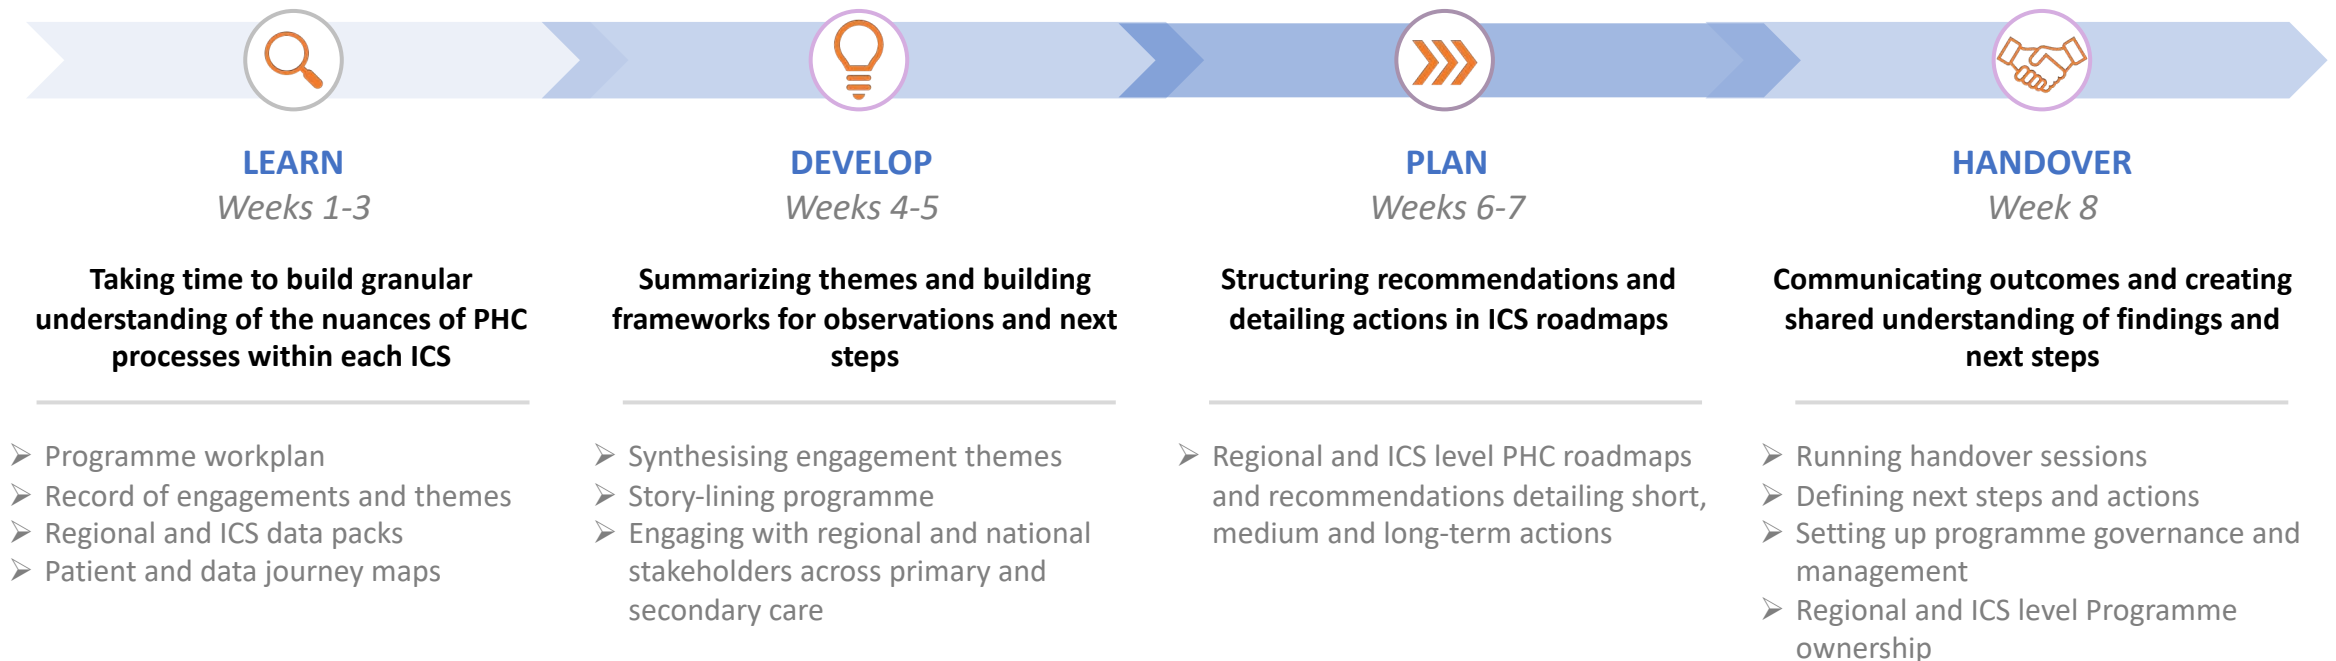 LEARN
Weeks 1-3
Taking time to build granular
understanding of the nuances of PHC
processes within each ICS
➢ Programme workplan
➢ Record of engagements and themes
➢ Regional and ICS data packs
➢ Patient and data journey maps
DEVELOP
Weeks 4-5
Summarizing themes and building
frameworks for observations and next
steps
➢ Synthesising engagement themes
➢ Story-lining programme
➢ Engaging with regional and national
stakeholders across primary and
secondary care
PLAN
Weeks 6-7
Structuring recommendations and
detailing actions in ICS roadmaps
➢ Regional and ICS level PHC roadmaps
and recommendations detailing short,
medium and long-term actions
HANDOVER
Week 8
Communicating outcomes and creating
shared understanding of findings and
next steps
➢ Running handover sessions
➢ Defining next steps and actions
➢ Setting up programme governance and
management
➢ Regional and ICS level Programme
ownership